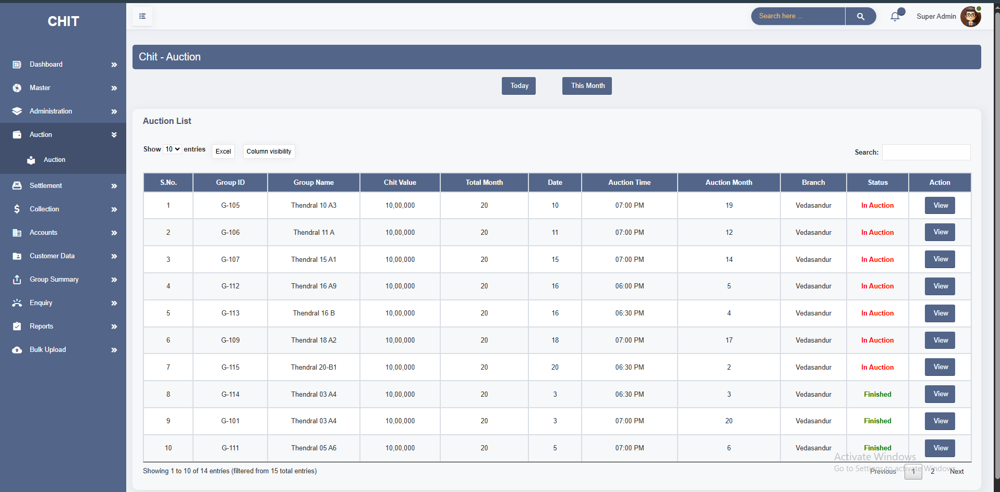 CHIT
Search here ...
Super Admin
Dashboard
Master
Administration
Auction
Auction
Settlement
Collection
Accounts
Customer Data
Group Summary
Enquiry
Reports
Bulk Upload
Chit - Auction
Today This Month
Auction List
Show 10 entries Excel Column visibility Search:
S.No. Group ID Group Name Chit Value Total Month Date Auction Time Auction Month Branch Status Action
1 G-105 Thendral 10 A3 10,00,000 20 10 07:00 PM 19 Vedasandur In Auction View
2 G-106 Thendral 11 A 10,00,000 20 11 07:00 PM 12 Vedasandur In Auction View
3 G-107 Thendral 15 A1 10,00,000 20 15 07:00 PM 14 Vedasandur In Auction View
4 G-112 Thendral 16 A9 10,00,000 20 16 06:00 PM 5 Vedasandur In Auction View
5 G-113 Thendral 16 B 10,00,000 20 16 06:30 PM 4 Vedasandur In Auction View
6 G-109 Thendral 18 A2 10,00,000 20 18 07:00 PM 17 Vedasandur In Auction View
7 G-115 Thendral 20-B1 10,00,000 20 20 06:30 PM 2 Vedasandur In Auction View
8 G-114 Thendral 03 A4 10,00,000 20 3 06:30 PM 3 Vedasandur Finished View
9 G-101 Thendral 03 A4 10,00,000 20 3 07:00 PM 20 Vedasandur Finished View
10 G-111 Thendral 05 A6 10,00,000 20 5 07:00 PM 6 Vedasandur Finished View
Showing 1 to 10 of 14 entries (filtered from 15 total entries)
Previous 1 2 Next
Activate Windows
Go to Settings to activate Windows.